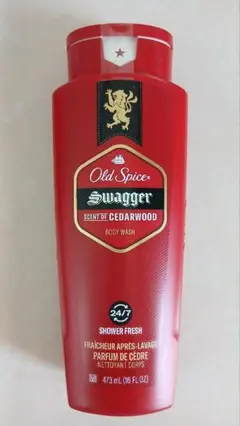 Old Spice
Swagger
SCENT OF CEDARWOOD
BODY WASH
24/7
SHOWER FRESH
FRAÎCHEUR APRÈS-LAVAGE
PARFUM DE CÈDRE
NETTOYANT CORPS
473 mL (16 FL OZ)